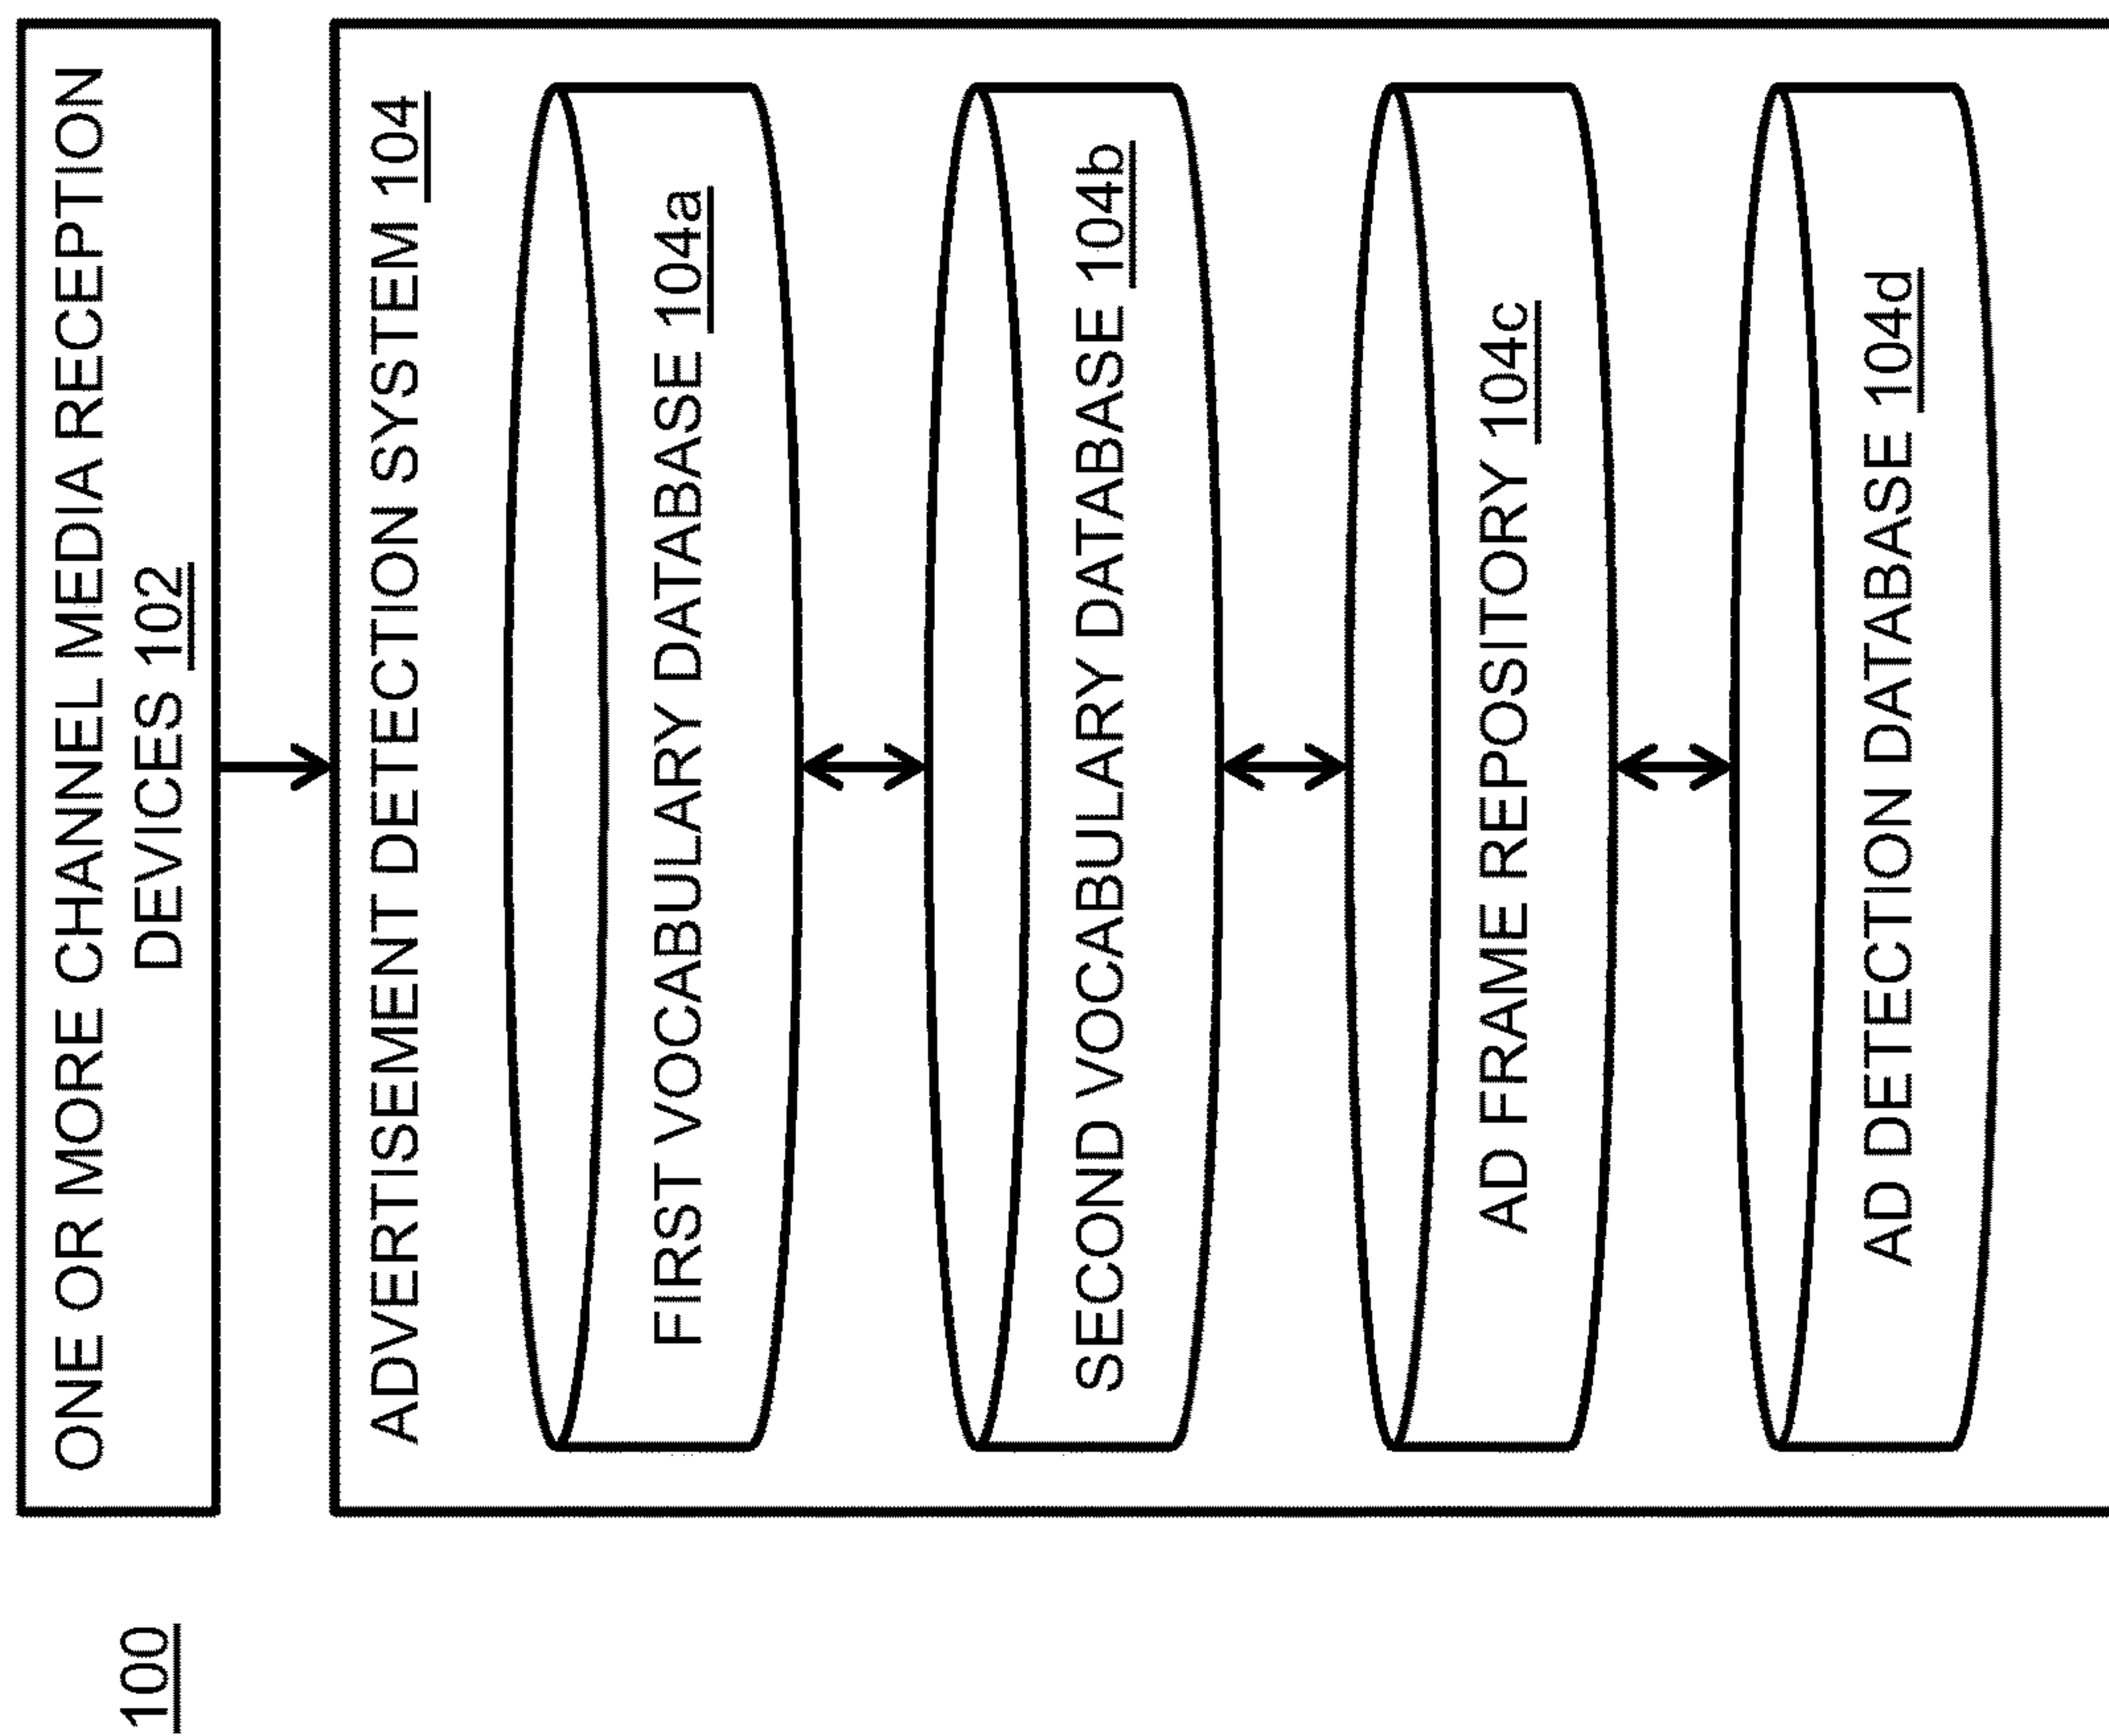 100
ONE OR MORE CHANNEL MEDIA RECEPTION
DEVICES 102
ADVERTISEMENT DETECTION SYSTEM 104
FIRST VOCABULARY DATABASE 104a
SECOND VOCABULARY DATABASE 104b
AD FRAME REPOSITORY 104c
AD DETECTION DATABASE 104d